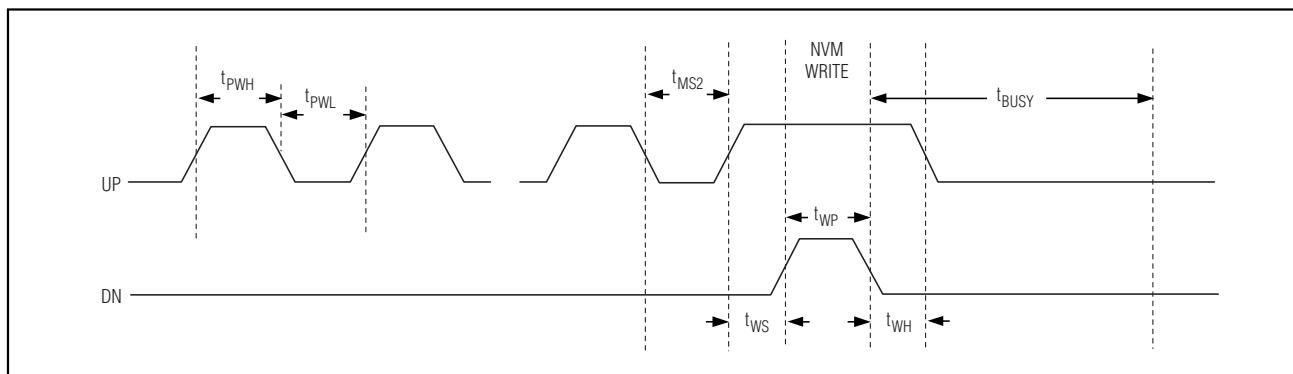 NVM
WRITE
tPWH
tPWL
tMS2
tBUSY
UP
tWP
DN
tWS
tWH